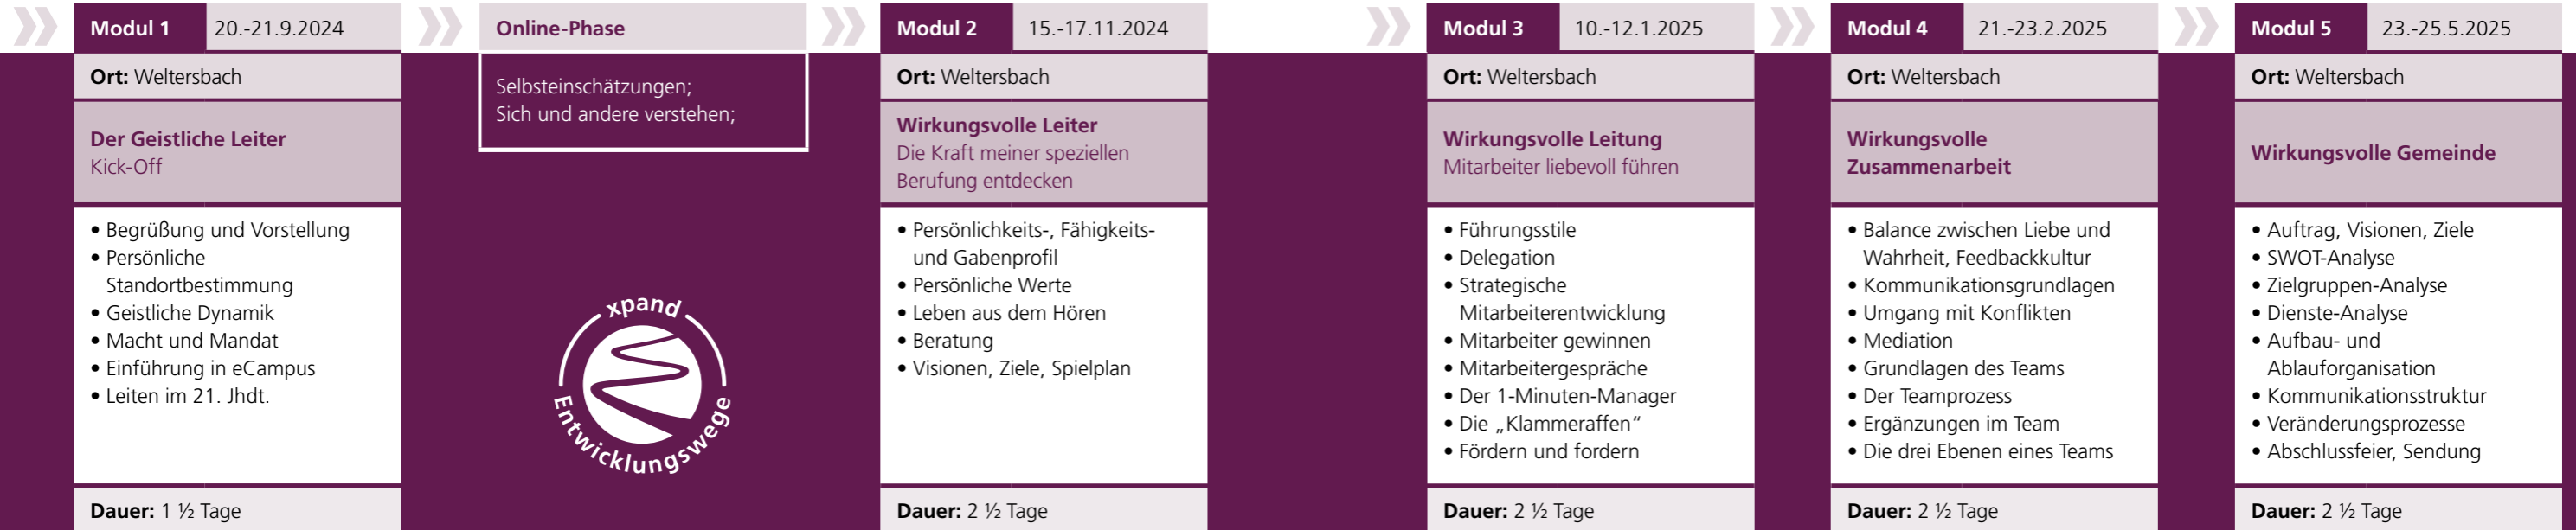 Modul 1
20.-21.9.2024
Ort: Weltersbach
Der Geistliche Leiter
Kick-Off
• Begrüßung und Vorstellung
• Persönliche
Standortbestimmung
• Geistliche Dynamik
• Macht und Mandat
• Einführung in eCampus
• Leiten im 21. Jhdt.
Dauer: 1 ½ Tage
Online-Phase
Selbsteinschätzungen;
Sich und andere verstehen;
xpand
Entwicklungswege
Modul 2
15.-17.11.2024
Ort: Weltersbach
Wirkungsvolle Leiter
Die Kraft meiner speziellen
Berufung entdecken
• Persönlichkeits-, Fähigkeits-
und Gabenprofil
• Persönliche Werte
• Leben aus dem Hören
• Beratung
• Visionen, Ziele, Spielplan
Dauer: 2 ½ Tage
Modul 3
10.-12.1.2025
Ort: Weltersbach
Wirkungsvolle Leitung
Mitarbeiter liebevoll führen
• Führungsstile
• Delegation
• Strategische
Mitarbeiterentwicklung
• Mitarbeiter gewinnen
• Mitarbeitergespräche
• Der 1-Minuten-Manager
• Die „Klammeraffen“
• Fördern und fordern
Dauer: 2 ½ Tage
Modul 4
21.-23.2.2025
Ort: Weltersbach
Wirkungsvolle
Zusammenarbeit
• Balance zwischen Liebe und
Wahrheit, Feedbackkultur
• Kommunikationsgrundlagen
• Umgang mit Konflikten
• Mediation
• Grundlagen des Teams
• Der Teamprozess
• Ergänzungen im Team
• Die drei Ebenen eines Teams
Dauer: 2 ½ Tage
Modul 5
23.-25.5.2025
Ort: Weltersbach
Wirkungsvolle Gemeinde
• Auftrag, Visionen, Ziele
• SWOT-Analyse
• Zielgruppen-Analyse
• Dienste-Analyse
• Aufbau- und
Ablauforganisation
• Kommunikationsstruktur
• Veränderungsprozesse
• Abschlussfeier, Sendung
Dauer: 2 ½ Tage